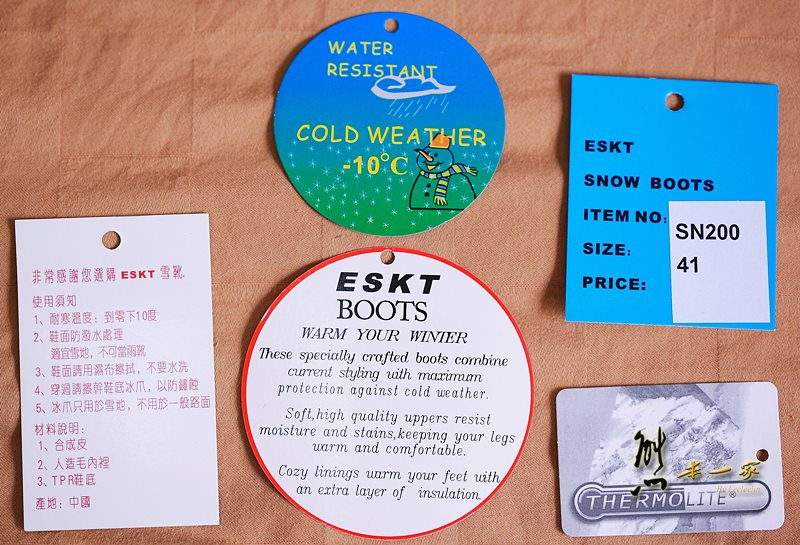 WATER
RESISTANT
COLD WEATHER
-10°C
ESKT
SNOW BOOTS
ITEM NO: SN200
SIZE: 41
PRICE:
非常感謝您選購 ESKT 雪靴.
使用須知
1、耐寒溫度: 到零下10度
2、鞋面防潑水處理
適宜雪地，不可當雨靴
3、鞋面請用濕布擦拭，不要水洗
4、穿過請擦幹鞋底冰爪，以防鏽蝕
5、冰爪只用於雪地，不用於一般路面
材料說明:
1、合成皮
2、人造毛內裡
3、TPR鞋底
產地: 中國
ESKT
BOOTS
WARM YOUR WINTER
These specially crafted boots combine
current styling with maximum
protection against cold weather.
Soft,high quality uppers resist
moisture and stains,keeping your legs
warm and comfortable.
Cozy linings warm your feet with
an extra layer of insulation.
熊 米一家
THERMOLITE®